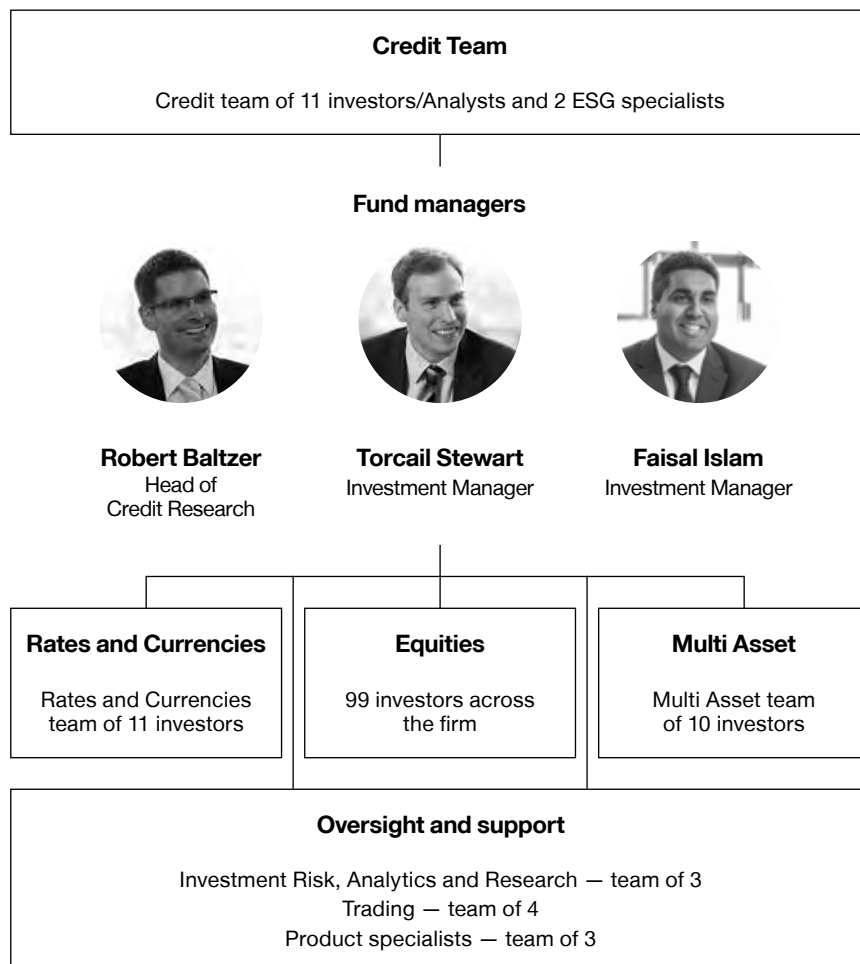 Credit Team
Credit team of 11 investors/Analysts and 2 ESG specialists
Fund managers
Robert Baltzer
Head of
Credit Research
Torcail Stewart
Investment Manager
Faisal Islam
Investment Manager
Rates and Currencies
Rates and Currencies
team of 11 investors
Equities
99 investors across
the firm
Multi Asset
Multi Asset team
of 10 investors
Oversight and support
Investment Risk, Analytics and Research — team of 3
Trading — team of 4
Product specialists — team of 3